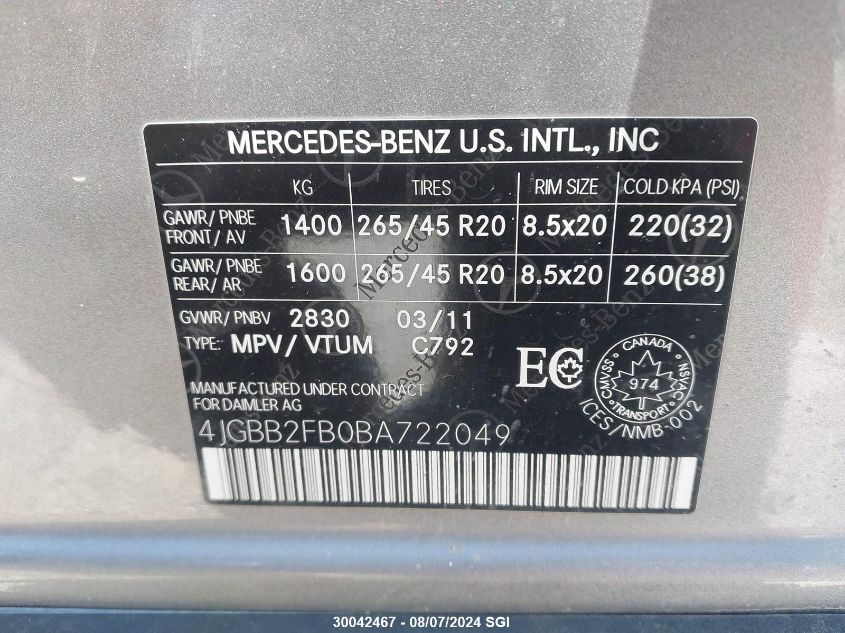 MERCEDES-BENZ U.S. INTL., INC
KG TIRES RIM SIZE COLD KPA (PSI)
GAWR/ PNBE FRONT/ AV 1400 265/45 R20 8.5x20 220(32)
GAWR/ PNBE REAR/ AR 1600 265/45 R20 8.5x20 260(38)
GVWR/ PNBV 2830 03/11
TYPE: MPV/ VTUM C792
EC
CANADA
CMVSS
NSVAC
974
TRANSPORT
ICES/NMB-002
MANUFACTURED UNDER CONTRACT
FOR DAIMLER AG
4JGBB2FB0BA722049
Mercedes-Benz
30042467 - 08/07/2024 SGI